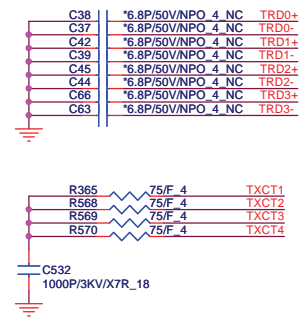 C38 *6.8P/50V/NPO_4_NC TRD0+
C37 *6.8P/50V/NPO_4_NC TRD0-
C42 *6.8P/50V/NPO_4_NC TRD1+
C39 *6.8P/50V/NPO_4_NC TRD1-
C45 *6.8P/50V/NPO_4_NC TRD2+
C44 *6.8P/50V/NPO_4_NC TRD2-
C66 *6.8P/50V/NPO_4_NC TRD3+
C63 *6.8P/50V/NPO_4_NC TRD3-
R365 75/F_4 TXCT1
R568 75/F_4 TXCT2
R569 75/F_4 TXCT3
R570 75/F_4 TXCT4
C532
1000P/3KV/X7R_18